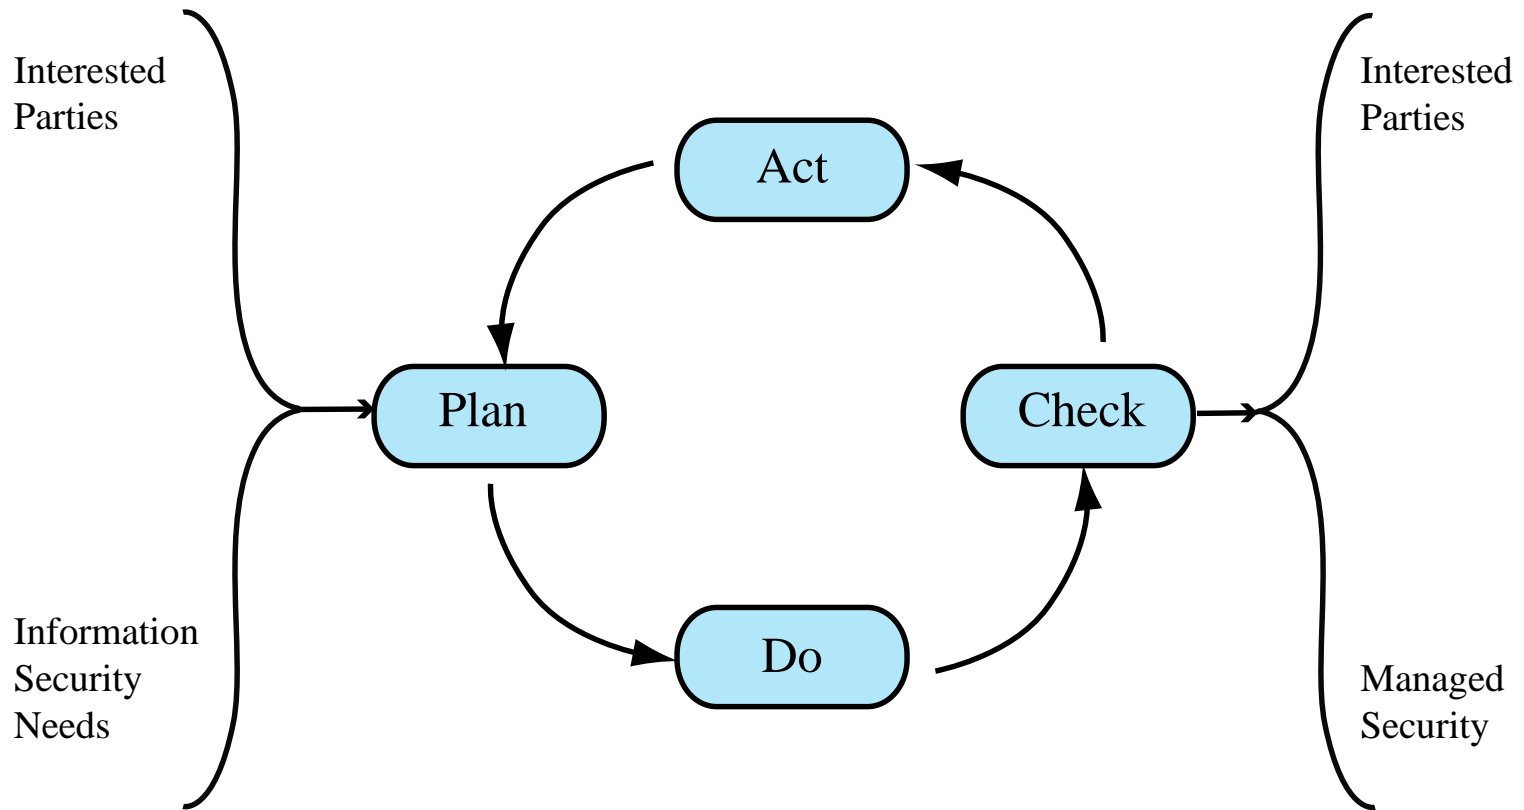 Interested
Parties
Interested
Parties
Act
Plan
Check
Do
Information
Security
Needs
Managed
Security